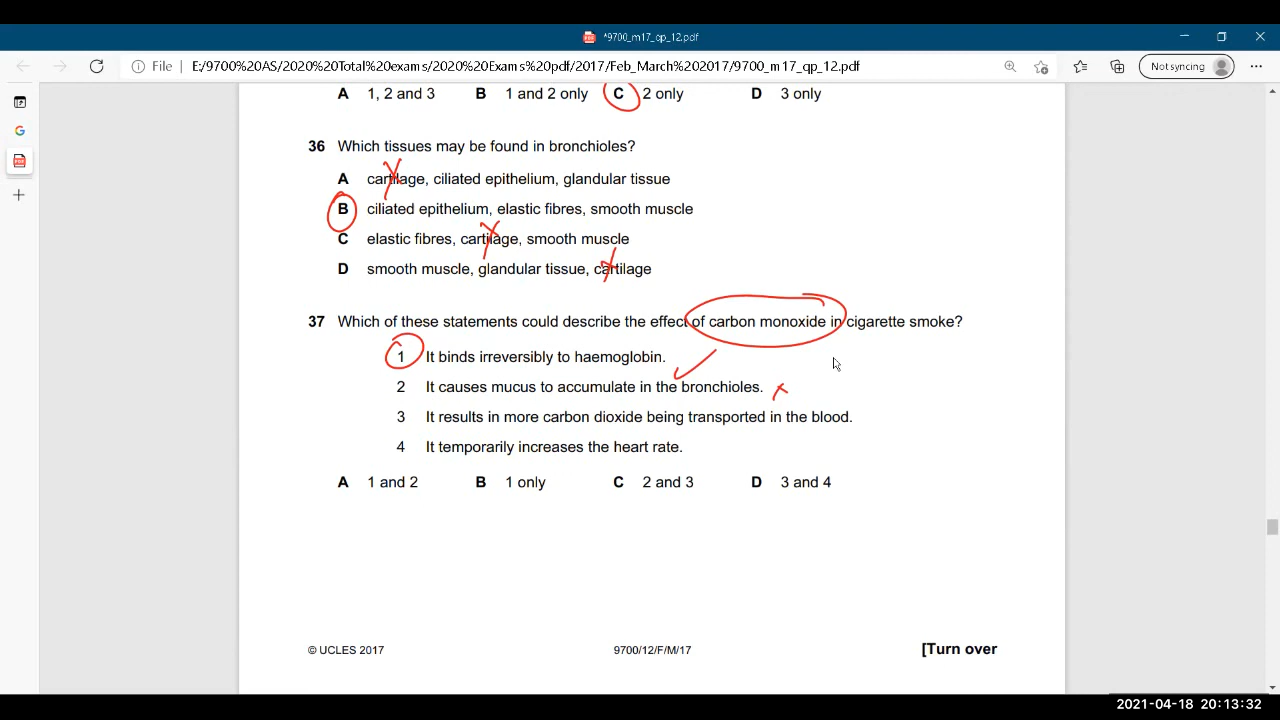 *9700_m17_qp_12.pdf
File | E:/9700%20AS/2020%20Total%20exams/2020%20Exams%20pdf/2017/Feb_March%202017/9700_m17_qp_12.pdf Not syncing
A 1, 2 and 3 B 1 and 2 only C 2 only D 3 only
36 Which tissues may be found in bronchioles?
A cartilage, ciliated epithelium, glandular tissue
B ciliated epithelium, elastic fibres, smooth muscle
C elastic fibres, cartilage, smooth muscle
D smooth muscle, glandular tissue, cartilage
37 Which of these statements could describe the effect of carbon monoxide in cigarette smoke?
1 It binds irreversibly to haemoglobin.
2 It causes mucus to accumulate in the bronchioles.
3 It results in more carbon dioxide being transported in the blood.
4 It temporarily increases the heart rate.
A 1 and 2 B 1 only C 2 and 3 D 3 and 4
© UCLES 2017 9700/12/F/M/17 [Turn over
2021-04-18 20:13:32